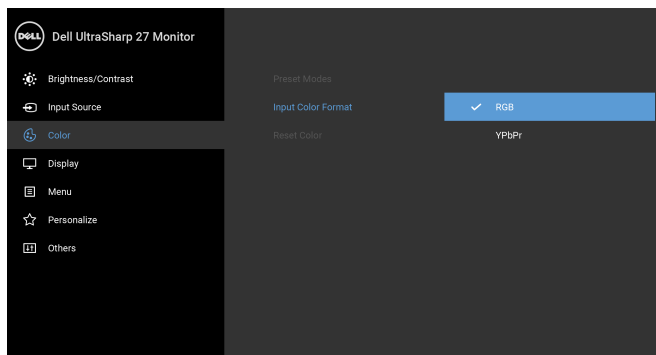 DELL Dell UltraSharp 27 Monitor
Brightness/Contrast
Input Source
Color
Display
Menu
Personalize
Others
Preset Modes
Input Color Format
Reset Color
RGB
YPbPr